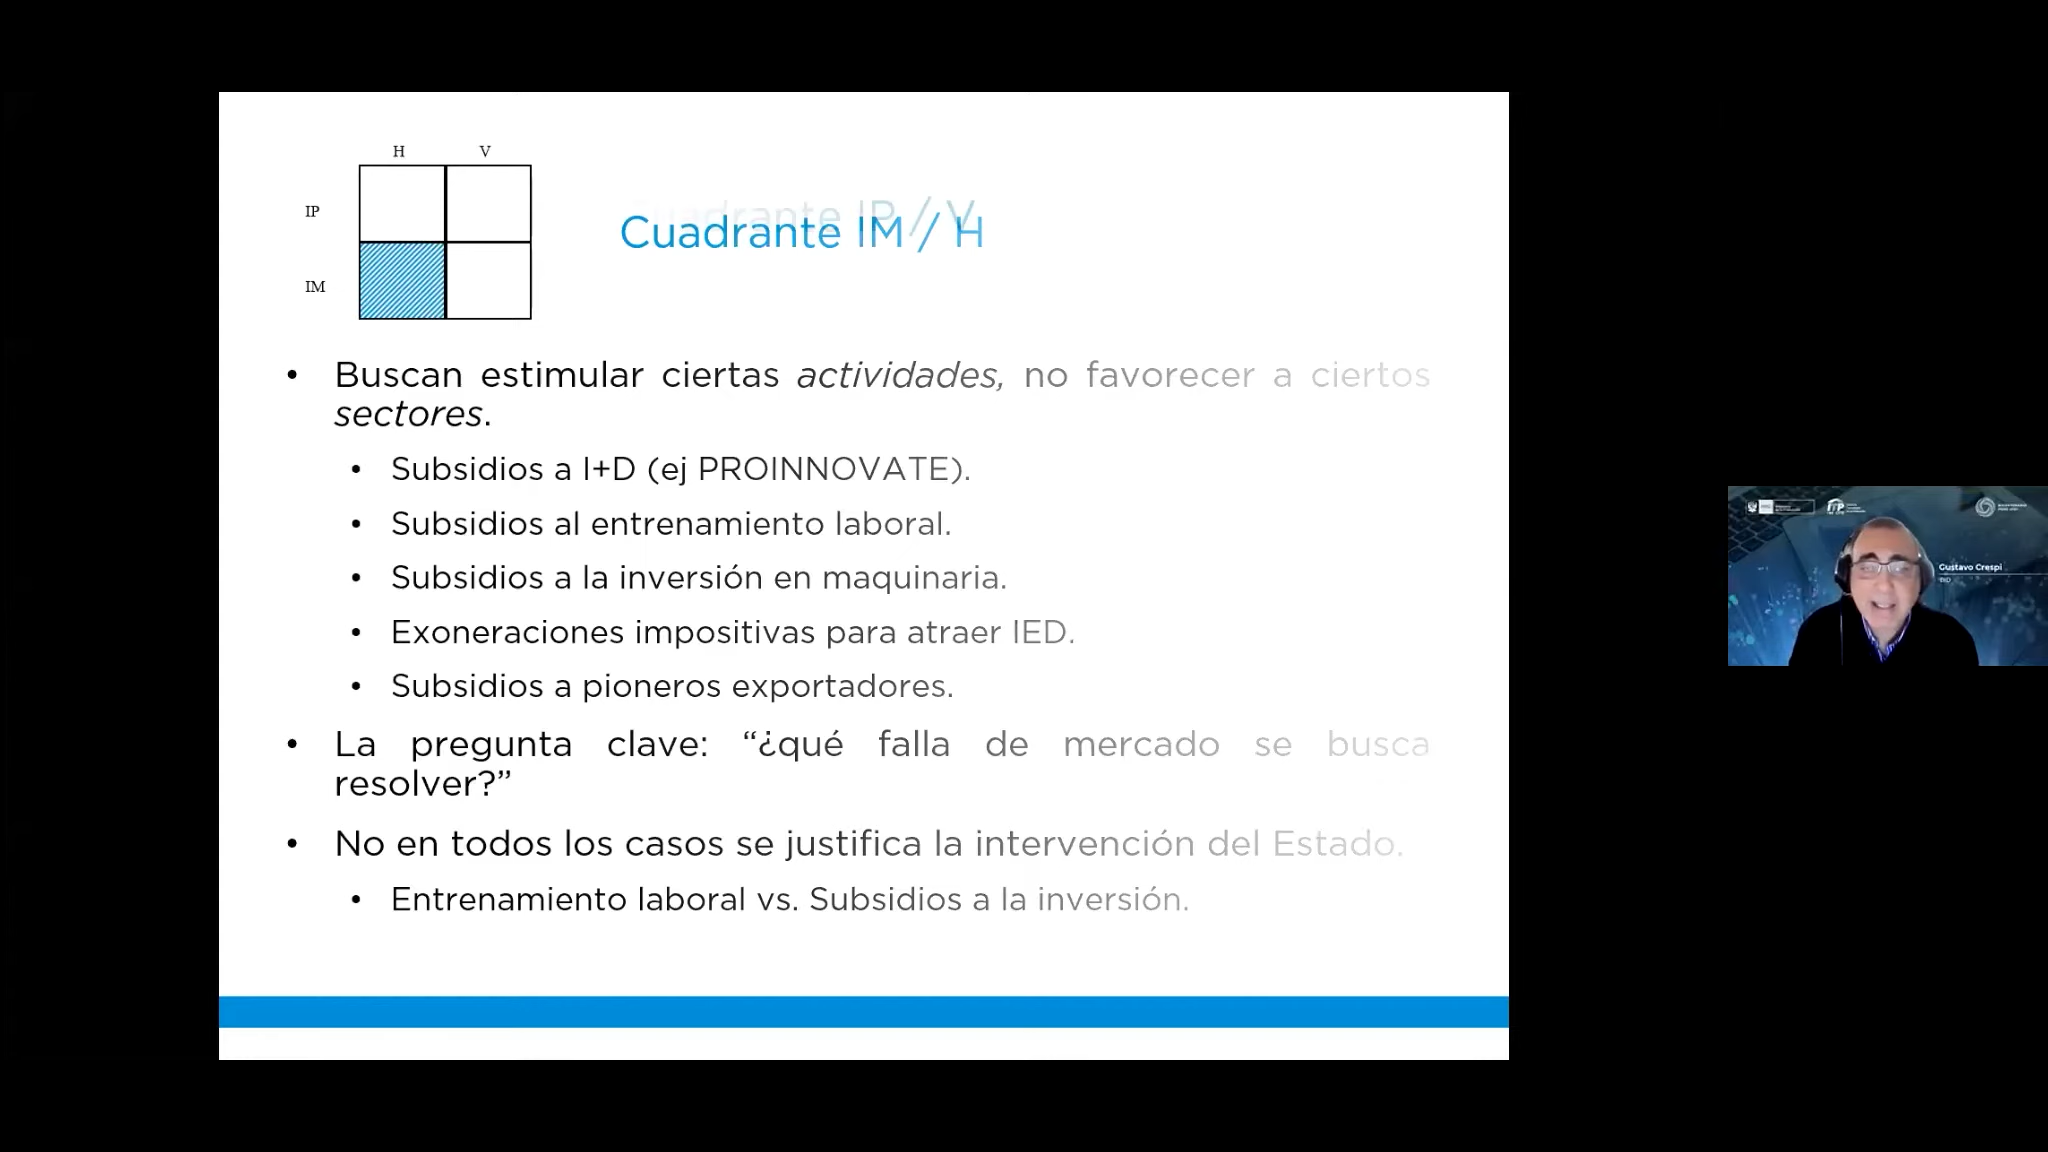 H V
IP
Cuadrante IP / V
Cuadrante IM / H
IM
• Buscan estimular ciertas actividades, no favorecer a ciertos
sectores.
• Subsidios a I+D (ej PROINNOVATE).
• Subsidios al entrenamiento laboral.
• Subsidios a la inversión en maquinaria.
• Exoneraciones impositivas para atraer IED.
• Subsidios a pioneros exportadores.
• La pregunta clave: “¿qué falla de mercado se busca
resolver?”
• No en todos los casos se justifica la intervención del Estado.
• Entrenamiento laboral vs. Subsidios a la inversión.
Gustavo Crespi
BID